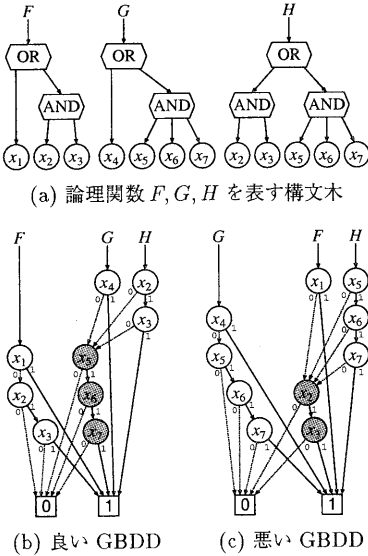 F G H
OR OR OR
AND AND AND AND
x₁ x₂ x₃ x₄ x₅ x₆ x₇ x₂ x₃ x₅ x₆ x₇
(a) 論理関数 F, G, H を表す構文木
F G H
x₄ x₂
x₃
x₁ x₅
x₂ x₆
x₃ x₇
0 1
(b) 良い GBDD
G F H
x₁ x₅
x₄ x₆
x₅ x₇
x₆
x₇
0 1
(c) 悪い GBDD